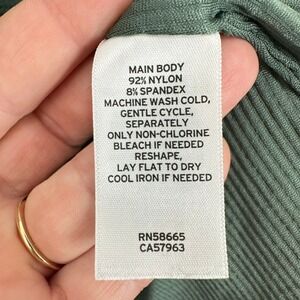 MAIN BODY
92% NYLON
8% SPANDEX
MACHINE WASH COLD,
GENTLE CYCLE,
SEPARATELY
ONLY NON-CHLORINE
BLEACH IF NEEDED
RESHAPE,
LAY FLAT TO DRY
COOL IRON IF NEEDED
RN58665
CA57963